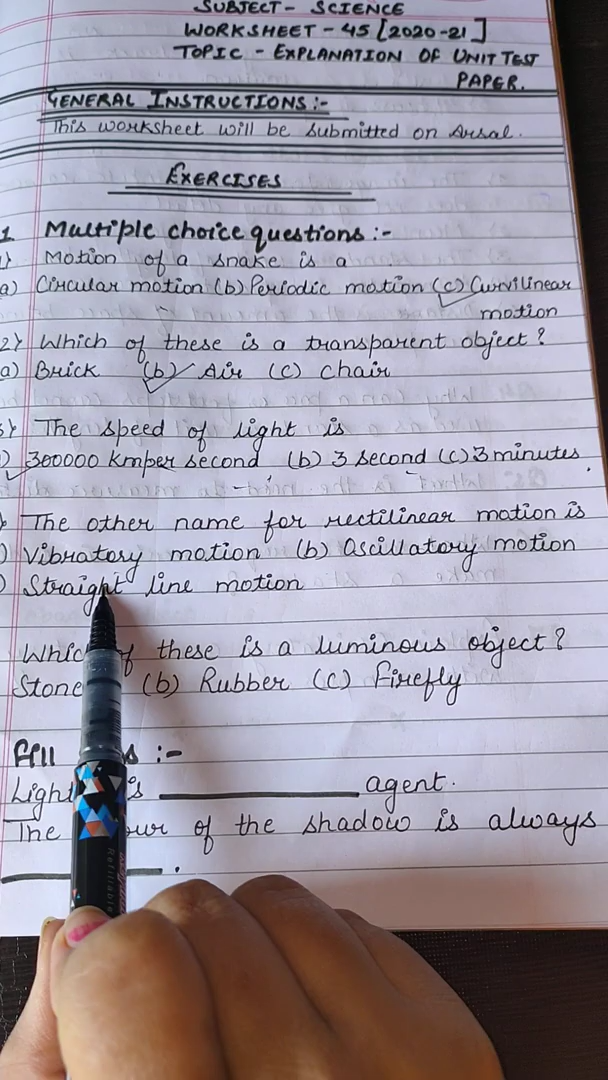 SUBJECT- SCIENCE
WORKSHEET - 45 [2020-21]
TOPIC - EXPLANATION OF UNIT TEST
PAPER.
GENERAL INSTRUCTIONS:-
This worksheet will be submitted on Arsal.
EXERCISES
1 Multiple choice questions :-
1) Motion of a snake is a
a) Circular motion (b) Periodic motion (c) Curvilinear
motion
2) Which of these is a transparent object?
a) Brick (b) Air (c) chair
The speed of light is
300000 km per second (b) 3 second (c) 3 minutes.
The other name for rectilinear motion is
Vibratory motion (b) Oscillatory motion
Straight line motion
these is a luminous object?
Stone (b) Rubber (c) Firefly
Fill :-
Light is ______ agent.
The of the shadow is always
______.